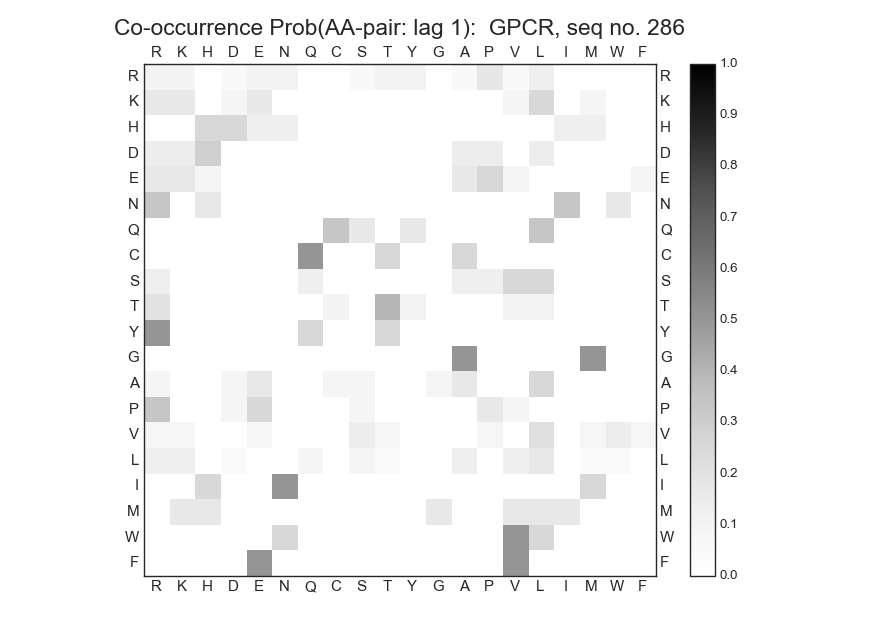 Co-occurrence Prob(AA-pair: lag 1):  GPCR, seq no. 286
R K H D E N Q C S T Y G A P V L I M W F
1.0
R R
0.9
K K
H H
0.8
D D
E E
0.7
N N
Q Q
0.6
C C
S S
0.5
T T
Y Y
0.4
G G
A A
0.3
P P
V V
0.2
L L
I I
0.1
M M
W W
F F
0.0
R K H D E N Q C S T Y G A P V L I M W F